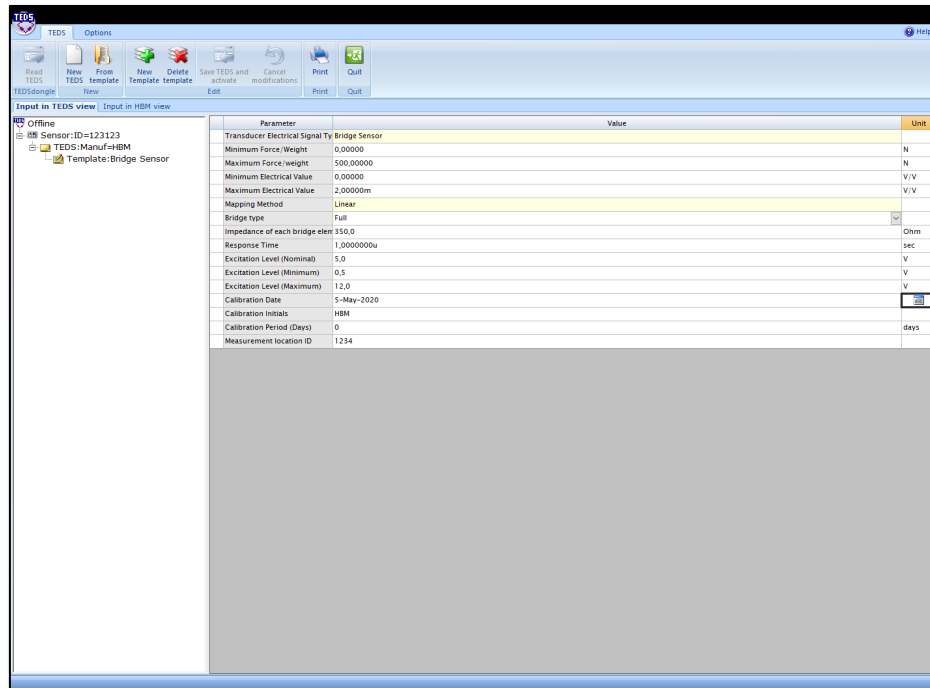 TEDS
TEDS Options Help
Read TEDS
New TEDS
From template
New Template
Delete template
Save TEDS and activate
Cancel modifications
Print
Quit
TEDSdongle New Edit Print Quit
Input in TEDS view Input in HBM view
Offline
Sensor:ID=123123
TEDS:Manuf=HBM
Template:Bridge Sensor
Parameter Value Unit
Transducer Electrical Signal Ty Bridge Sensor
Minimum Force/Weight 0,00000 N
Maximum Force/weight 500,00000 N
Minimum Electrical Value 0,00000 V/V
Maximum Electrical Value 2,00000m V/V
Mapping Method Linear
Bridge type Full
Impedance of each bridge elem 350,0 Ohm
Response Time 1,0000000u sec
Excitation Level (Nominal) 5,0 V
Excitation Level (Minimum) 0,5 V
Excitation Level (Maximum) 12,0 V
Calibration Date 5-May-2020
Calibration Initials HBM
Calibration Period (Days) 0 days
Measurement location ID 1234